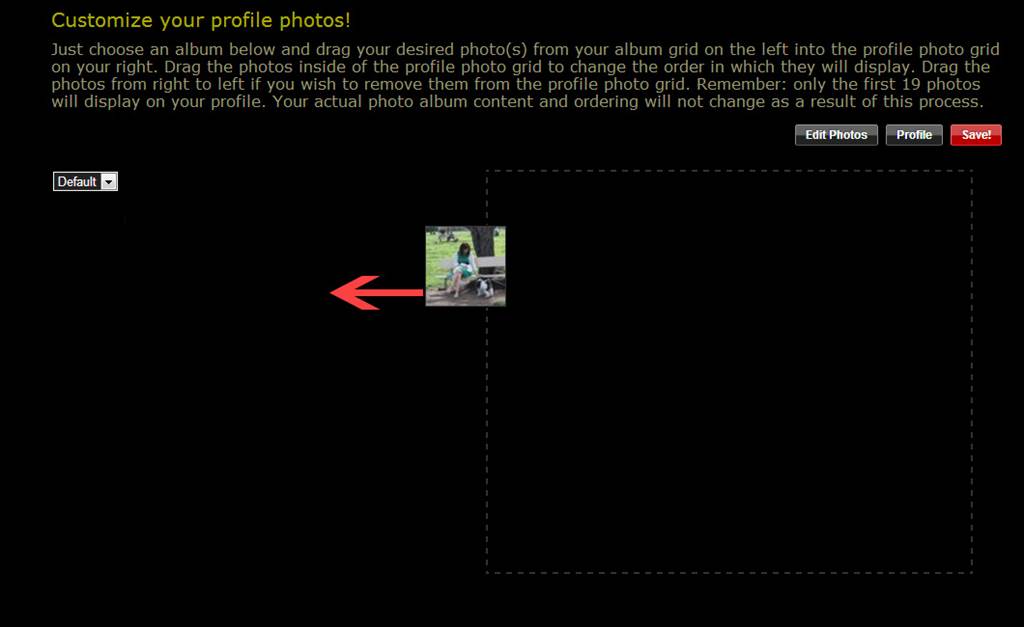 Customize your profile photos!
Just choose an album below and drag your desired photo(s) from your album grid on the left into the profile photo grid
on your right. Drag the photos inside of the profile photo grid to change the order in which they will display. Drag the
photos from right to left if you wish to remove them from the profile photo grid. Remember: only the first 19 photos
will display on your profile. Your actual photo album content and ordering will not change as a result of this process.
Edit Photos Profile Save!
Default